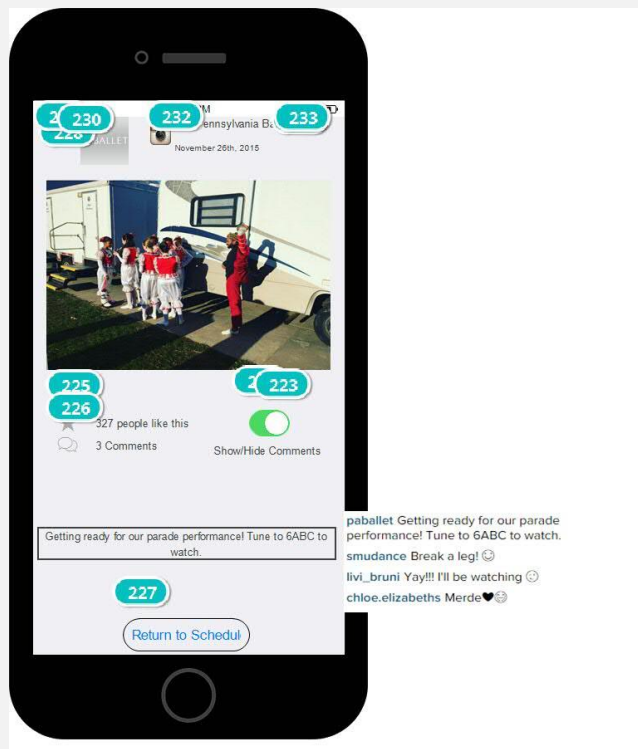 230
232
M
233
228
BALLET
ennsylvania Ba
November 26th, 2015
225
223
226
327 people like this
3 Comments
Show/Hide Comments
Getting ready for our parade performance! Tune to 6ABC to
watch.
paballet Getting ready for our parade
performance! Tune to 6ABC to watch.
smudance Break a leg!
livi_bruni Yay!!! I'll be watching
chloe.elizabeths Merde
227
Return to Schedul